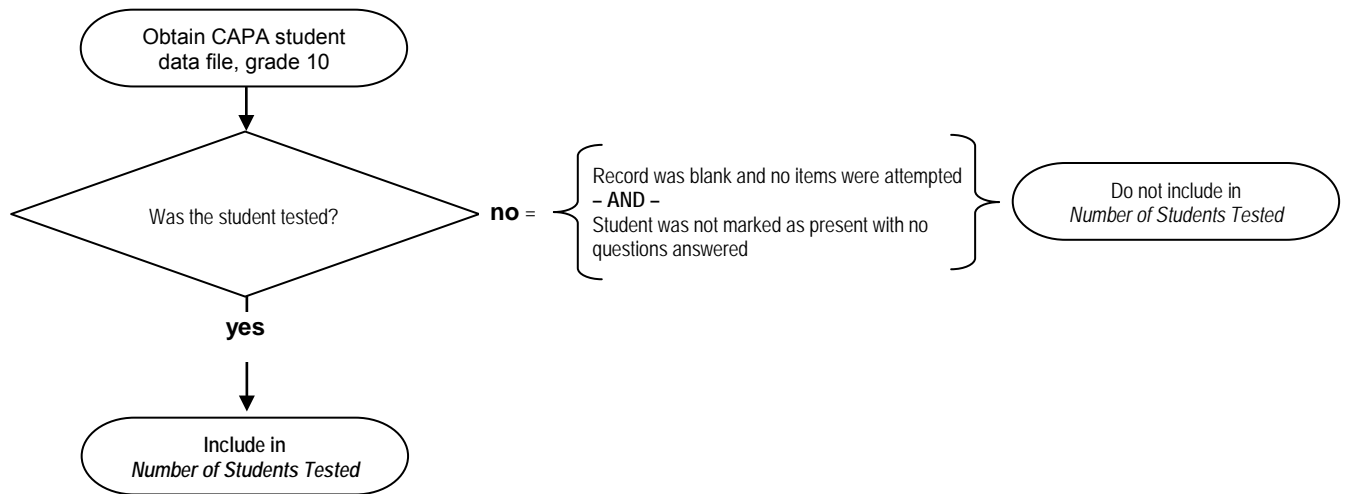 Obtain CAPA student
data file, grade 10
Was the student tested?
no =
Record was blank and no items were attempted
– AND –
Student was not marked as present with no
questions answered
Do not include in
Number of Students Tested
yes
Include in
Number of Students Tested